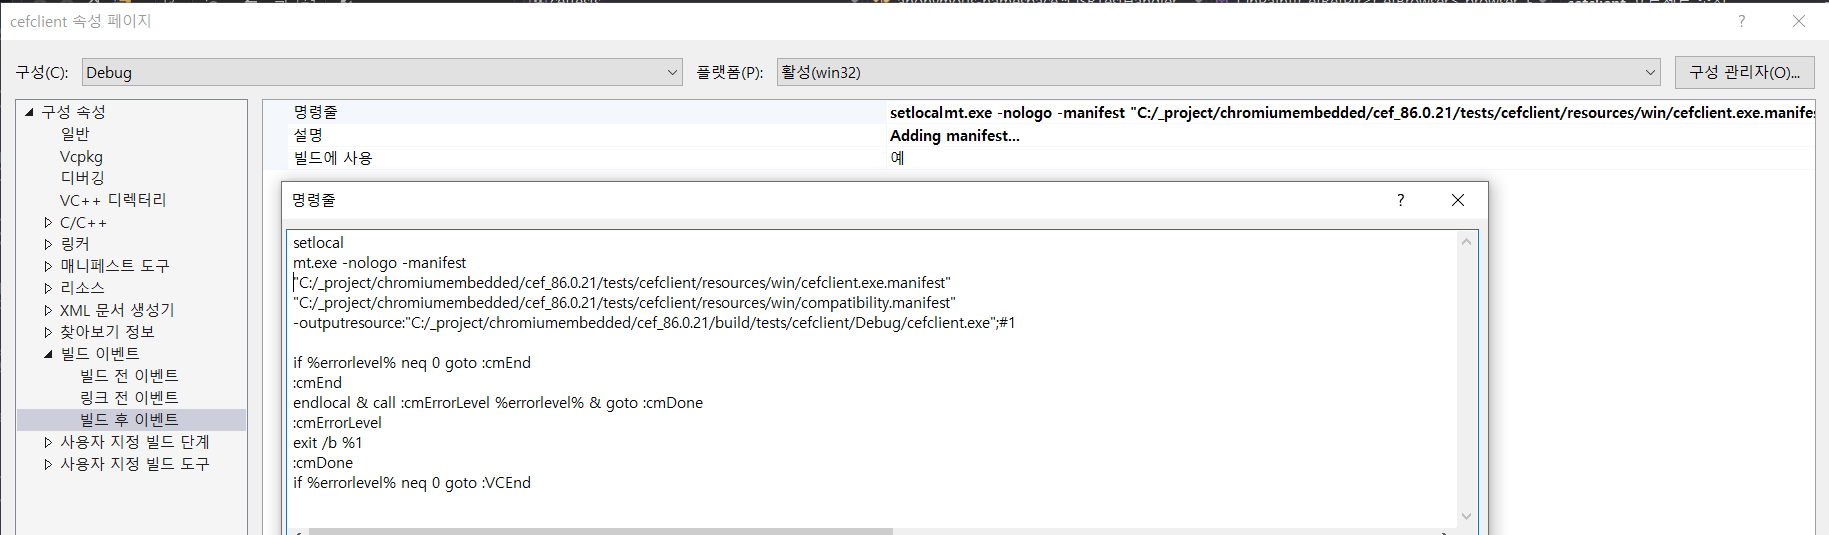 cefclient 속성 페이지
?
구성(C):
Debug
플랫폼(P):
활성(win32)
구성 관리자(O)...
구성 속성
일반
Vcpkg
디버깅
VC++ 디렉터리
C/C++
링커
매니페스트 도구
리소스
XML 문서 생성기
찾아보기 정보
빌드 이벤트
빌드 전 이벤트
링크 전 이벤트
빌드 후 이벤트
사용자 지정 빌드 단계
사용자 지정 빌드 도구
명령줄
setlocalmt.exe -nologo -manifest "C:/_project/chromiumembedded/cef_86.0.21/tests/cefclient/resources/win/cefclient.exe.manifes
설명
Adding manifest...
빌드에 사용
예
명령줄
?
setlocal
mt.exe -nologo -manifest
"C:/_project/chromiumembedded/cef_86.0.21/tests/cefclient/resources/win/cefclient.exe.manifest"
"C:/_project/chromiumembedded/cef_86.0.21/tests/cefclient/resources/win/compatibility.manifest"
-outputresource:"C:/_project/chromiumembedded/cef_86.0.21/build/tests/cefclient/Debug/cefclient.exe";#1
if %errorlevel% neq 0 goto :cmEnd
:cmEnd
endlocal & call :cmErrorLevel %errorlevel% & goto :cmDone
:cmErrorLevel
exit /b %1
:cmDone
if %errorlevel% neq 0 goto :VCEnd